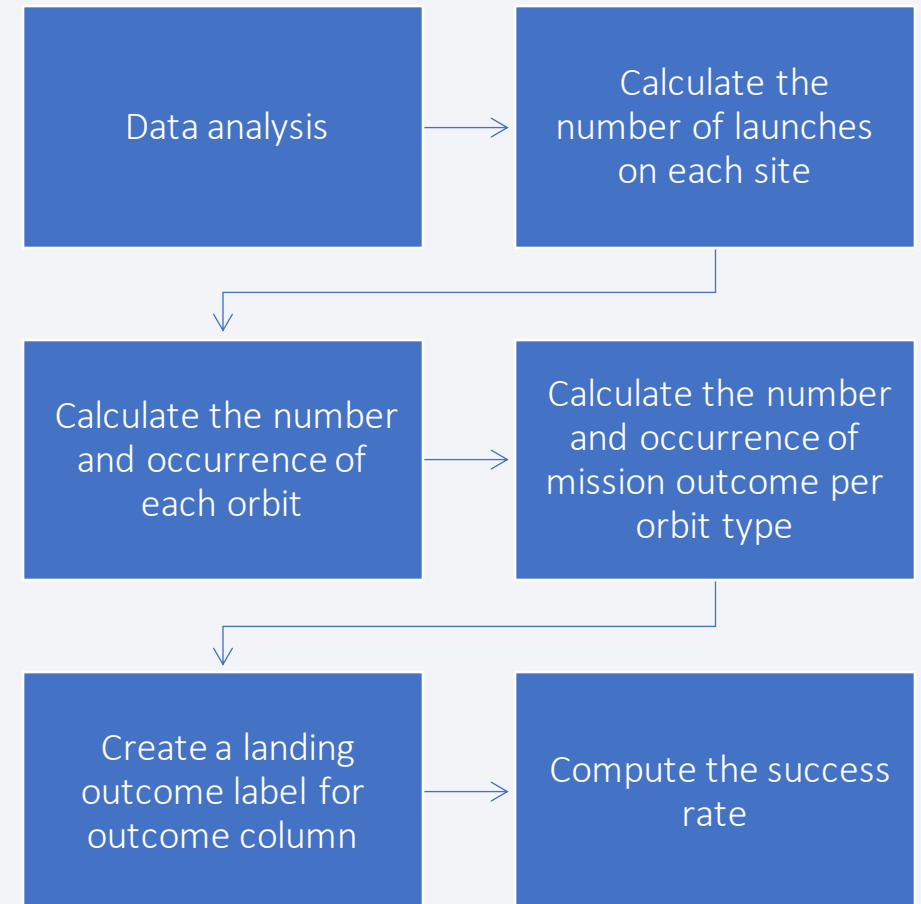 Data analysis
Calculate the
number of launches
on each site
Calculate the number
and occurrence of
each orbit
Calculate the number
and occurrence of
mission outcome per
orbit type
Create a landing
outcome label for
outcome column
Compute the success
rate